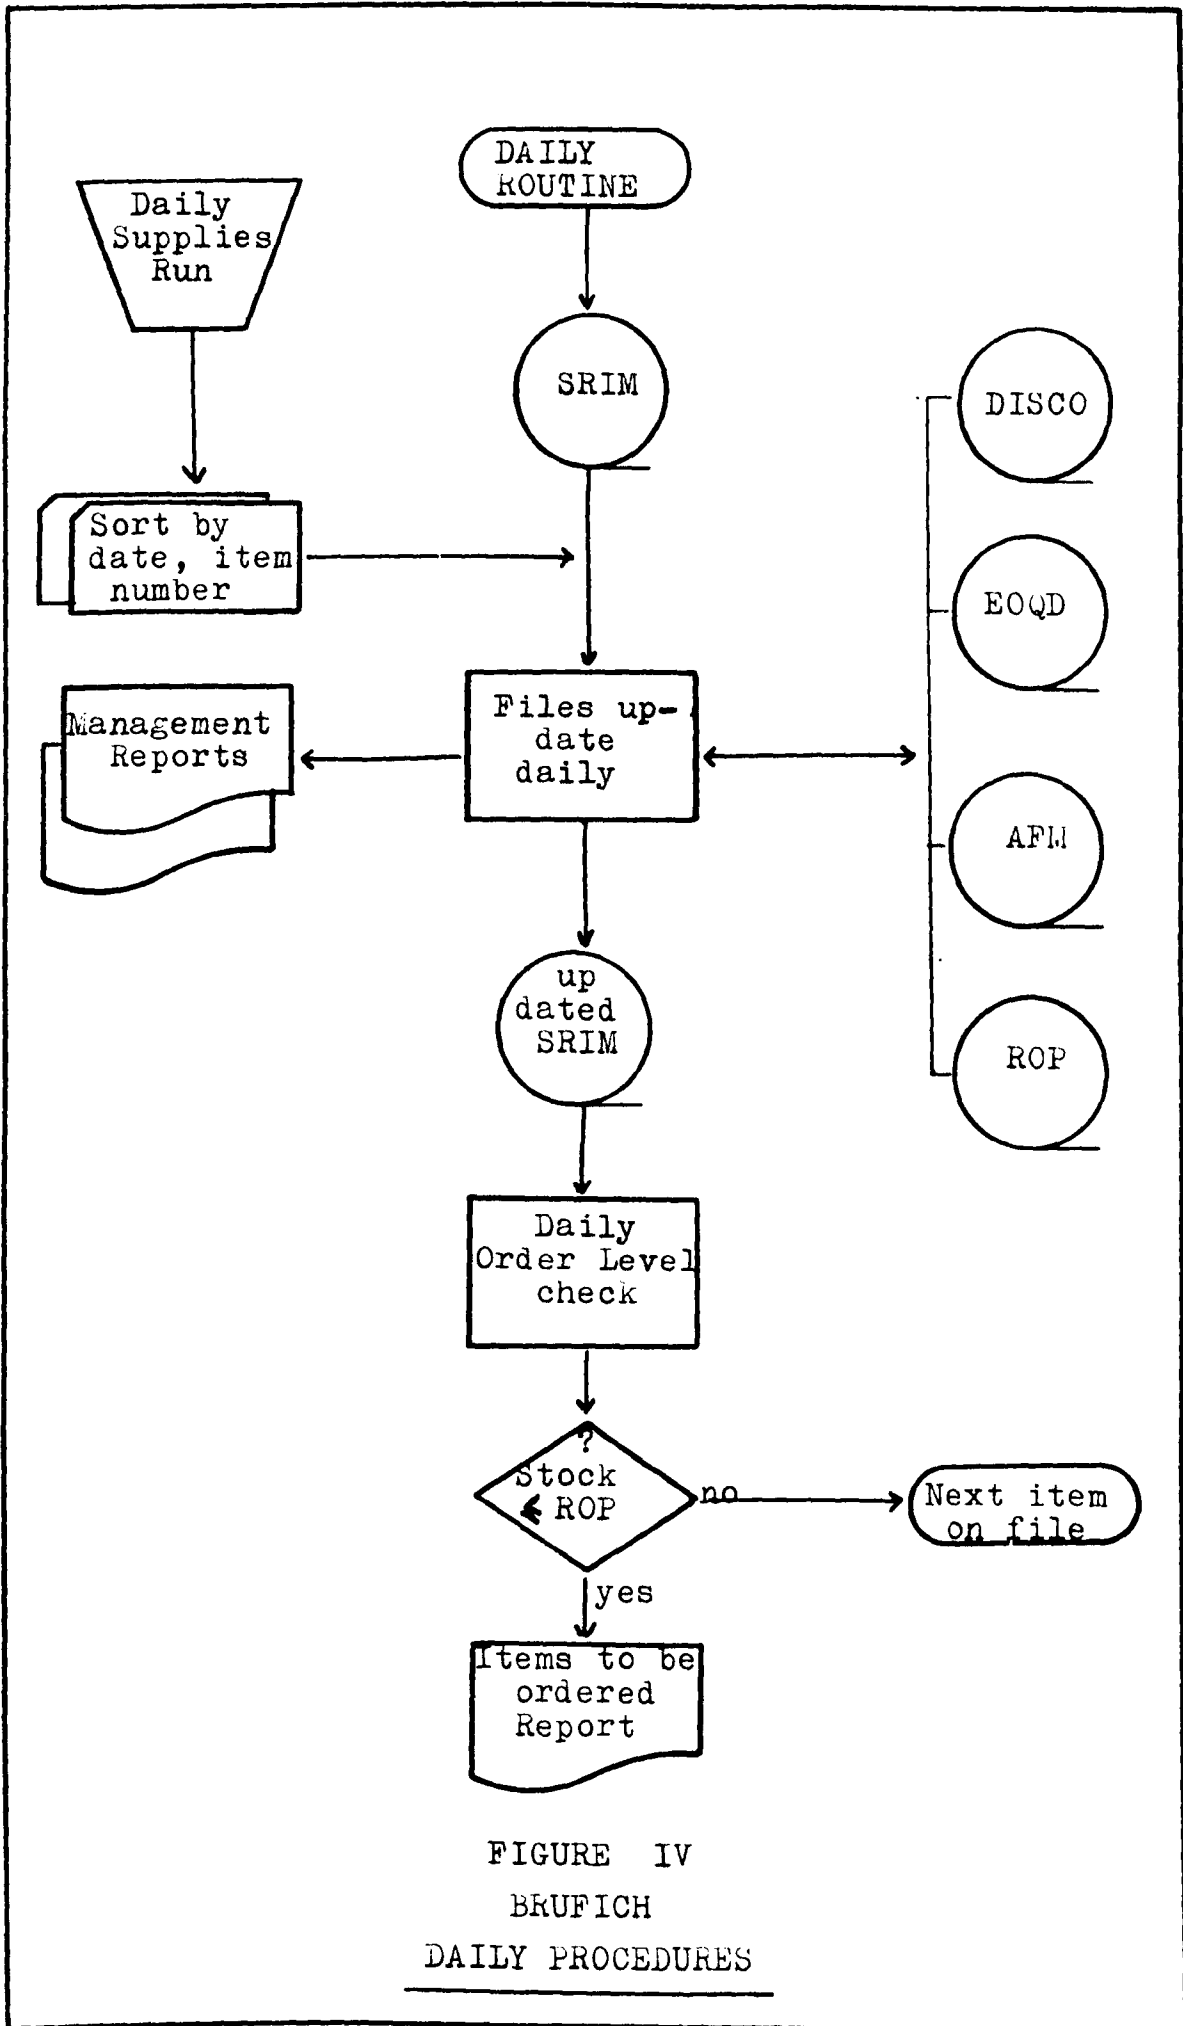 DAILY
ROUTINE
Daily
Supplies
Run
SRIM
DISCO
Sort by
date, item
number
EOQD
Management
Reports
Files up-
date
daily
up
dated
SRIM
ROP
Daily
Order Level
check
?
Stock
≤ ROP
no
Next item
on file
yes
Items to be
ordered
Report
FIGURE IV
BRUFICH
DAILY PROCEDURES